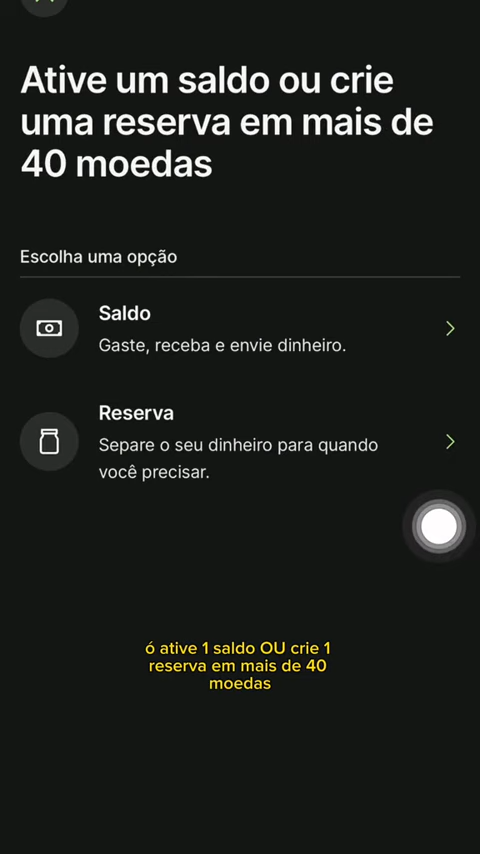 Ative um saldo ou crie
uma reserva em mais de
40 moedas
Escolha uma opção
Saldo
Gaste, receba e envie dinheiro.
Reserva
Separe o seu dinheiro para quando
você precisar.
ó ative 1 saldo OU crie 1
reserva em mais de 40
moedas